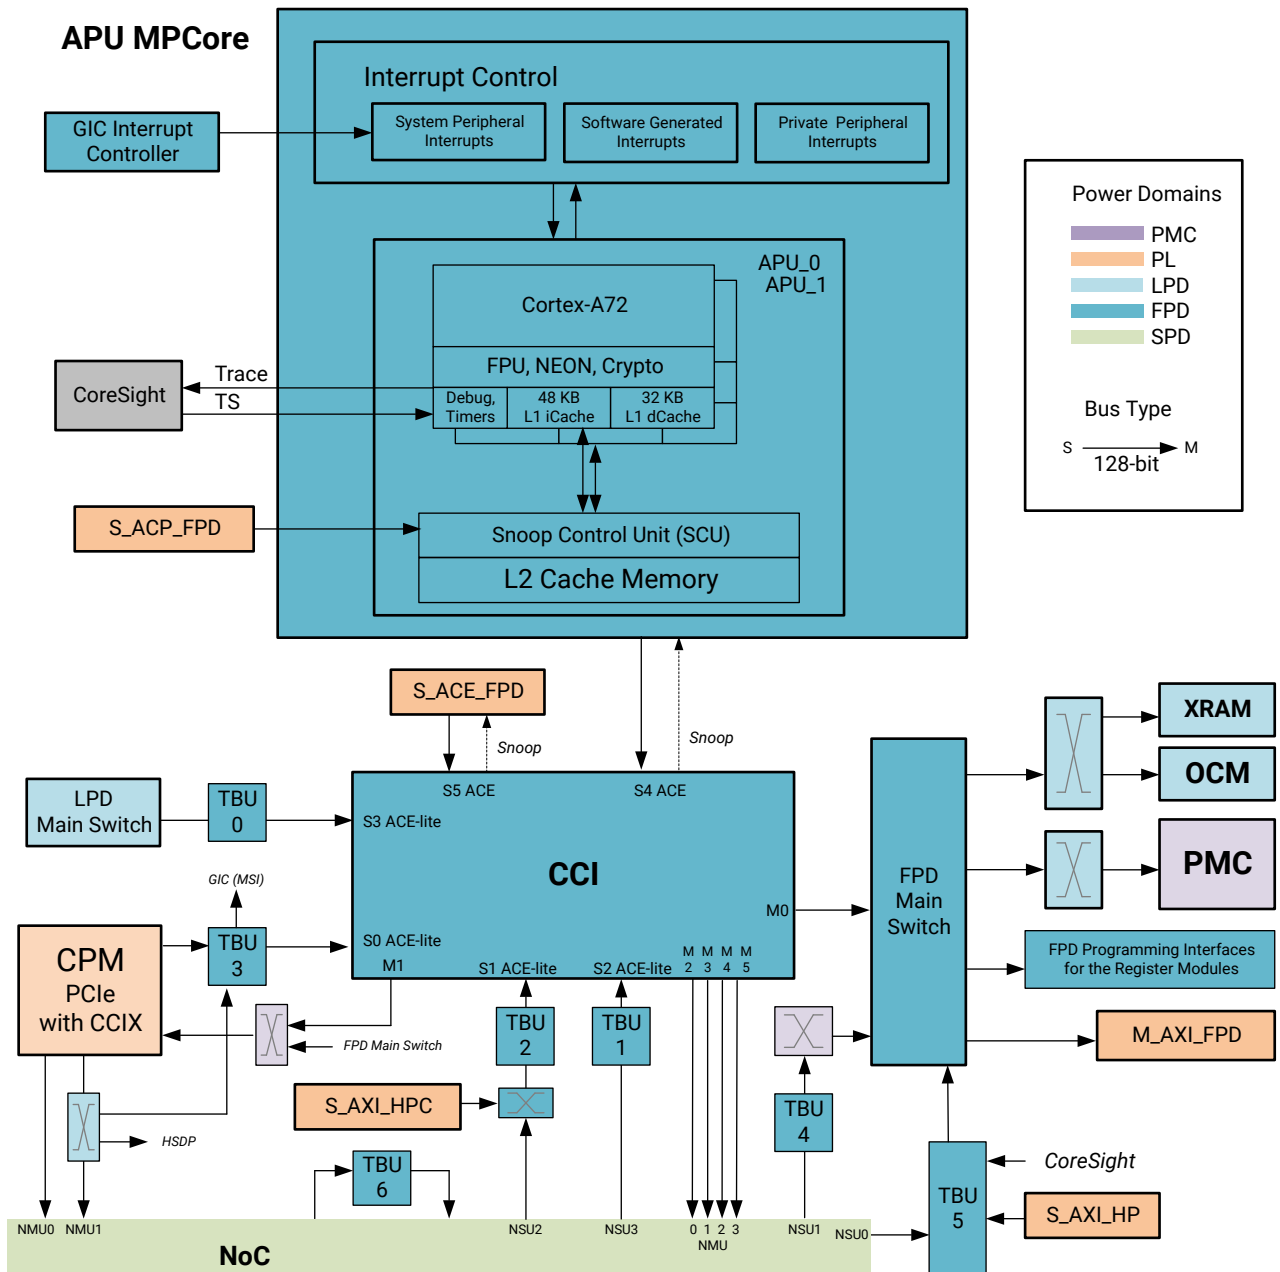 APU MPCore
Interrupt Control
GIC Interrupt
Controller
System Peripheral
Interrupts
Software Generated
Interrupts
Private Peripheral
Interrupts
Power Domains
PMC
PL
LPD
FPD
SPD
Bus Type
S
M
128-bit
APU_0
APU_1
Cortex-A72
FPU, NEON, Crypto
Debug,
Timers
48 KB
L1 iCache
32 KB
L1 dCache
CoreSight
Trace
TS
S_ACP_FPD
Snoop Control Unit (SCU)
L2 Cache Memory
S_ACE_FPD
Snoop
Snoop
XRAM
OCM
PMC
LPD
Main Switch
TBU
0
S5 ACE
S4 ACE
S3 ACE-lite
CCI
M0
FPD
Main
Switch
GIC (MSI)
CPM
PCIe
with CCIX
TBU
3
S0 ACE-lite
M1
S1 ACE-lite
S2 ACE-lite
M
2
M
3
M
4
M
5
FPD Programming Interfaces
for the Register Modules
M_AXI_FPD
FPD Main Switch
TBU
2
TBU
1
S_AXI_HPC
TBU
4
HSDP
TBU
6
TBU
5
CoreSight
S_AXI_HP
NMU0
NMU1
NSU2
NSU3
0
1
2
3
NMU
NSU1
NSU0
NoC